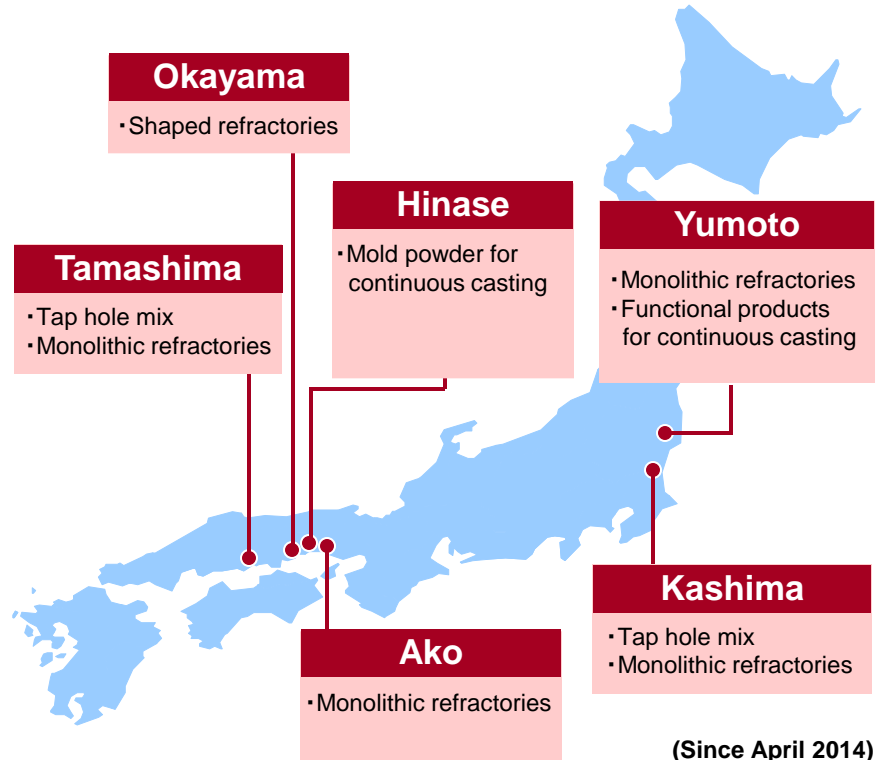 Okayama
・Shaped refractories
Hinase
・Mold powder for
continuous casting
Yumoto
・Monolithic refractories
・Functional products
for continuous casting
Tamashima
・Tap hole mix
・Monolithic refractories
Kashima
・Tap hole mix
・Monolithic refractories
Ako
・Monolithic refractories
(Since April 2014)